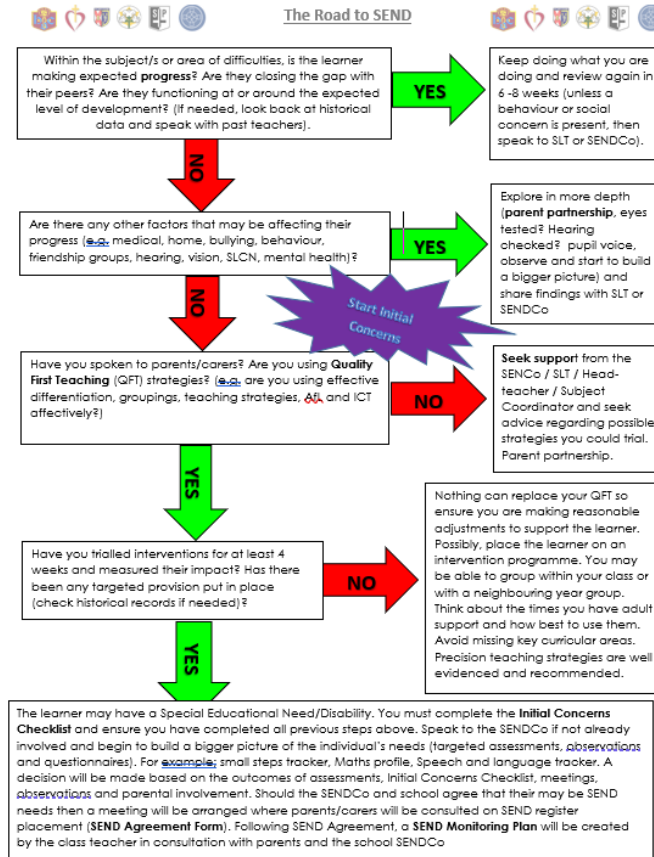 The Road to SEND
Within the subject/s or area of difficulties, is the learner
making expected progress? Are they closing the gap with
their peers? Are they functioning at or around the expected
level of development? (If needed, look back at historical
data and speak with past teachers).
YES
Keep doing what you are
doing and review again in
6 -8 weeks (unless a
behaviour or social
concern is present, then
speak to SLT or SENDCo).
NO
Are there any other factors that may be affecting their
progress (e.g. medical, home, bullying, behaviour,
friendship groups, hearing, vision, SLCN, mental health)?
YES
Explore in more depth
(parent partnership, eyes
tested? Hearing
checked?  pupil voice,
observe and start to build
a bigger picture) and
share findings with SLT or
SENDCo
NO
Start Initial
Concerns
Have you spoken to parents/carers? Are you using Quality
First Teaching (QFT) strategies? (e.g. are you using effective
differentiation, groupings, teaching strategies, AfL and ICT
affectively?)
NO
Seek support from the
SENCo / SLT / Head-
teacher / Subject
Coordinator and seek
advice regarding possible
strategies you could trial.
Parent partnership.
YES
Have you trialled interventions for at least 4
weeks and measured their impact? Has there
been any targeted provision put in place
(check historical records if needed)?
NO
Nothing can replace your QFT so
ensure you are making reasonable
adjustments to support the learner.
Possibly, place the learner on an
intervention programme. You may
be able to group within your class or
with a neighbouring year group.
Think about the times you have adult
support and how best to use them.
Avoid missing key curricular areas.
Precision teaching strategies are well
evidenced and recommended.
YES
The learner may have a Special Educational Need/Disability. You must complete the Initial Concerns
Checklist and ensure you have completed all previous steps above. Speak to the SENDCo if not already
involved and begin to build a bigger picture of the individual's needs (targeted assessments, observations
and questionnaires). For example; small steps tracker, Maths profile, Speech and language tracker. A
decision will be made based on the outcomes of assessments, Initial Concerns Checklist, meetings,
observations and parental involvement. Should the SENDCo and school agree that their may be SEND
needs then a meeting will be arranged where parents/carers will be consulted on SEND register
placement (SEND Agreement Form). Following SEND Agreement, a SEND Monitoring Plan will be created
by the class teacher in consultation with parents and the school SENDCo